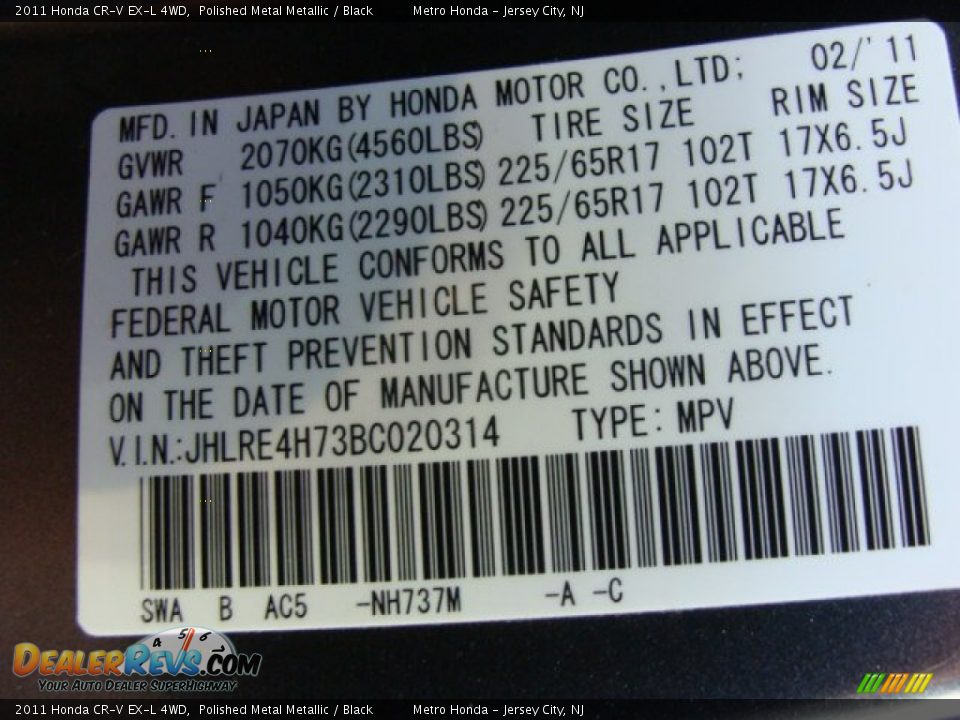 2011 Honda CR-V EX-L 4WD, Polished Metal Metallic / Black Metro Honda - Jersey City, NJ
MFD. IN JAPAN BY HONDA MOTOR CO.,LTD; 02/'11
GVWR 2070KG(4560LBS) TIRE SIZE RIM SIZE
GAWR F 1050KG(2310LBS) 225/65R17 102T 17X6.5J
GAWR R 1040KG(2290LBS) 225/65R17 102T 17X6.5J
THIS VEHICLE CONFORMS TO ALL APPLICABLE
FEDERAL MOTOR VEHICLE SAFETY
AND THEFT PREVENTION STANDARDS IN EFFECT
ON THE DATE OF MANUFACTURE SHOWN ABOVE.
V.I.N.:JHLRE4H73BC020314 TYPE: MPV
SWA B AC5 -NH737M -A -C
4 5 6
DEALERREVS.COM
YOUR AUTO DEALER SUPERHIGHWAY
2011 Honda CR-V EX-L 4WD, Polished Metal Metallic / Black Metro Honda - Jersey City, NJ